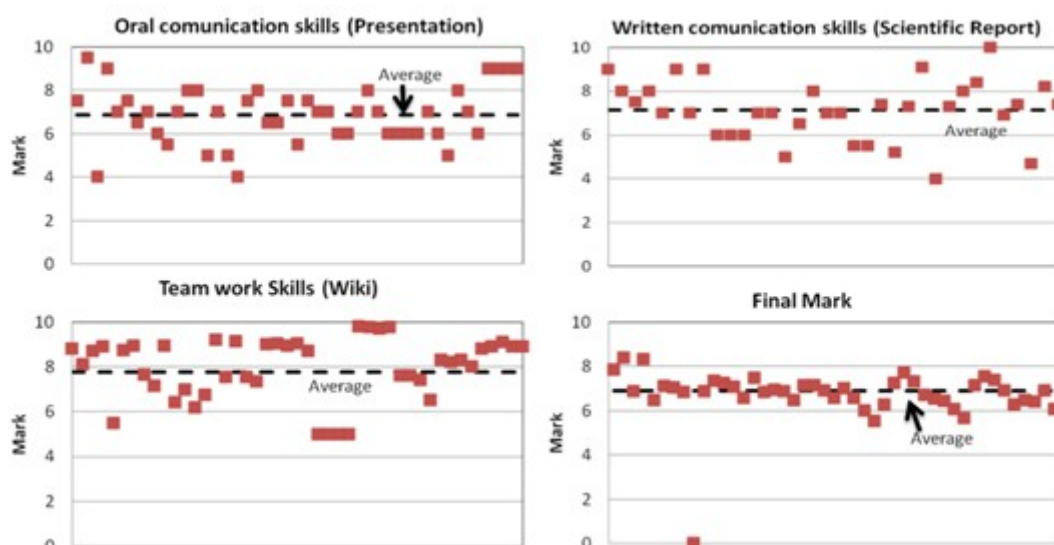 Oral comunication skills (Presentation)
10
8
6
4
2
0
Mark
Average
Written comunication skills (Scientific Report)
10
8
6
4
2
0
Mark
Average
Team work Skills (Wiki)
10
8
6
4
2
0
Mark
Average
Final Mark
10
8
6
4
2
0
Mark
Average